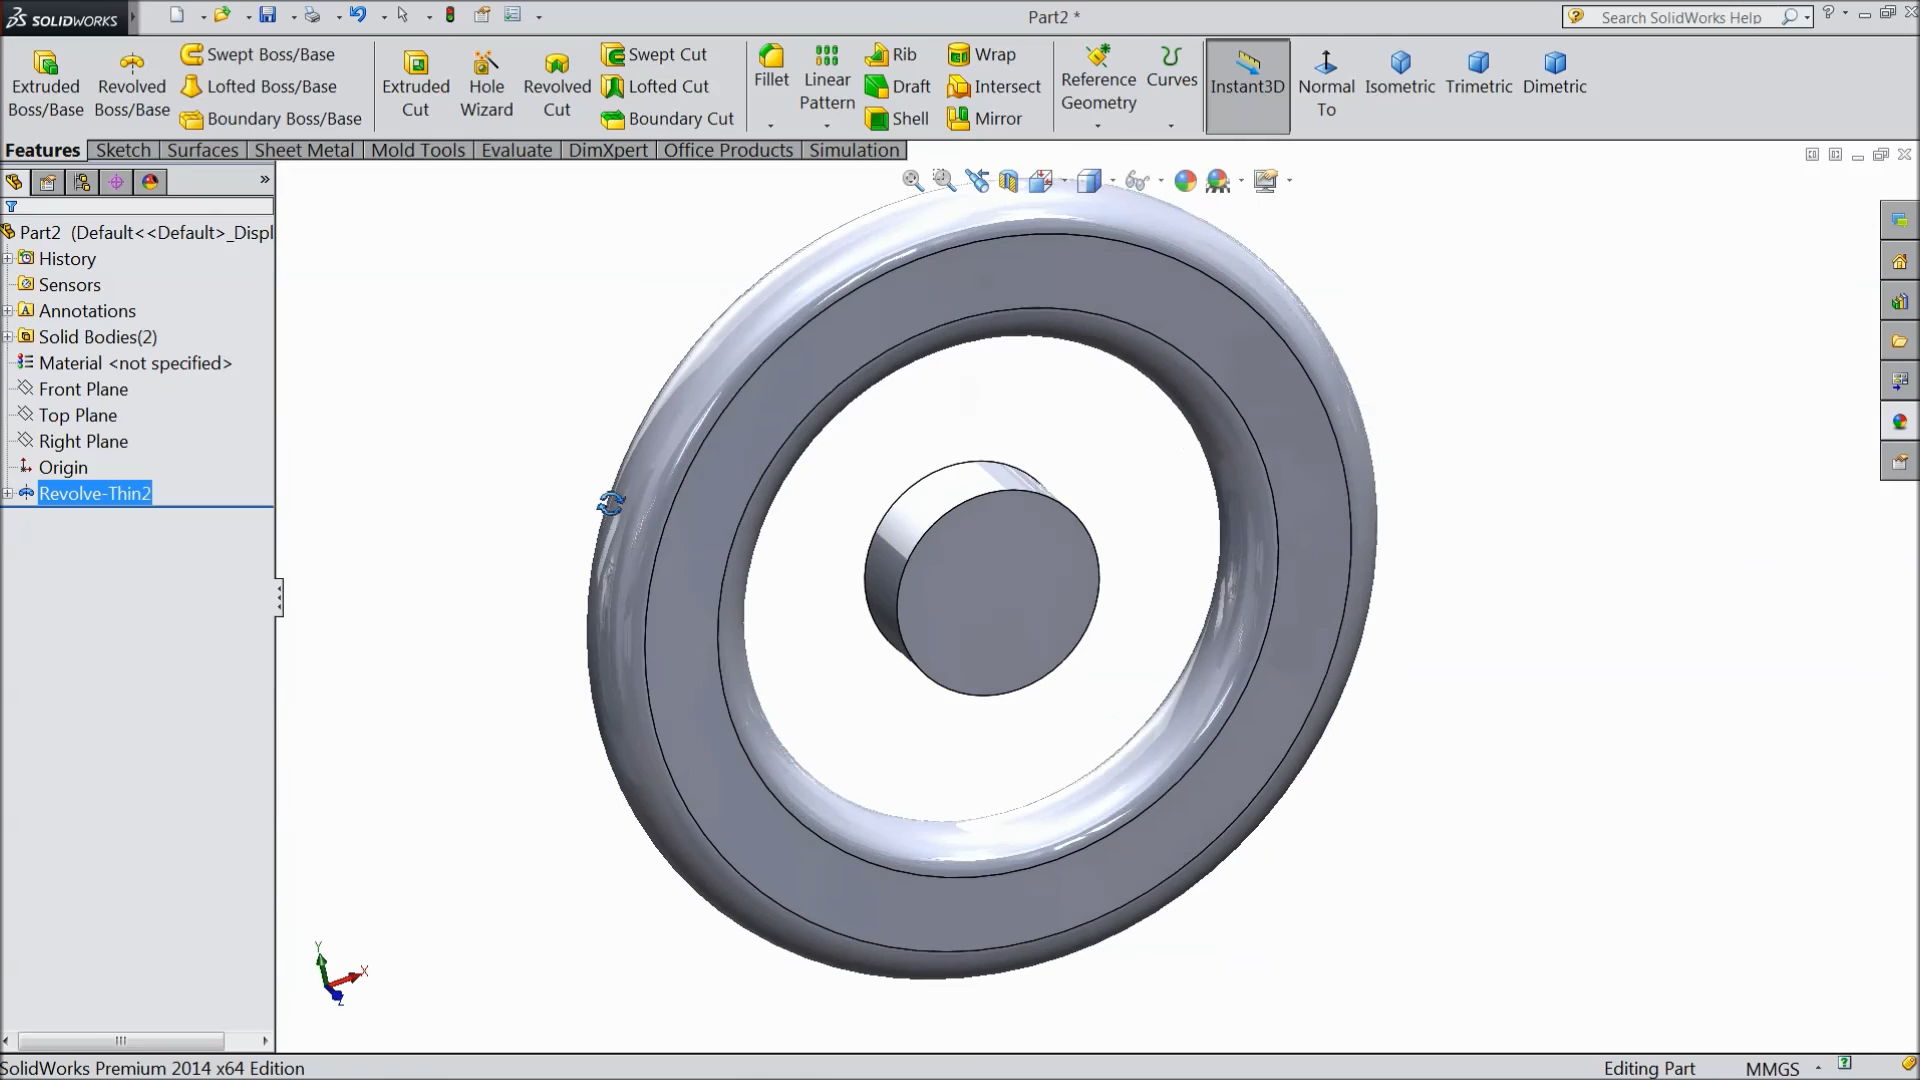 SOLIDWORKS
Part2 *
Search SolidWorks Help
Extruded Boss/Base
Revolved Boss/Base
Swept Boss/Base
Lofted Boss/Base
Boundary Boss/Base
Extruded Cut
Hole Wizard
Revolved Cut
Swept Cut
Lofted Cut
Boundary Cut
Fillet
Linear Pattern
Rib
Draft
Shell
Wrap
Intersect
Mirror
Reference Geometry
Curves
Instant3D
Normal To
Isometric
Trimetric
Dimetric
Features
Sketch
Surfaces
Sheet Metal
Mold Tools
Evaluate
DimXpert
Office Products
Simulation
Part2 (Default<<Default>_Displ
History
Sensors
Annotations
Solid Bodies(2)
Material <not specified>
Front Plane
Top Plane
Right Plane
Origin
Revolve-Thin2
Y
X
Z
SolidWorks Premium 2014 x64 Edition
Editing Part
MMGS